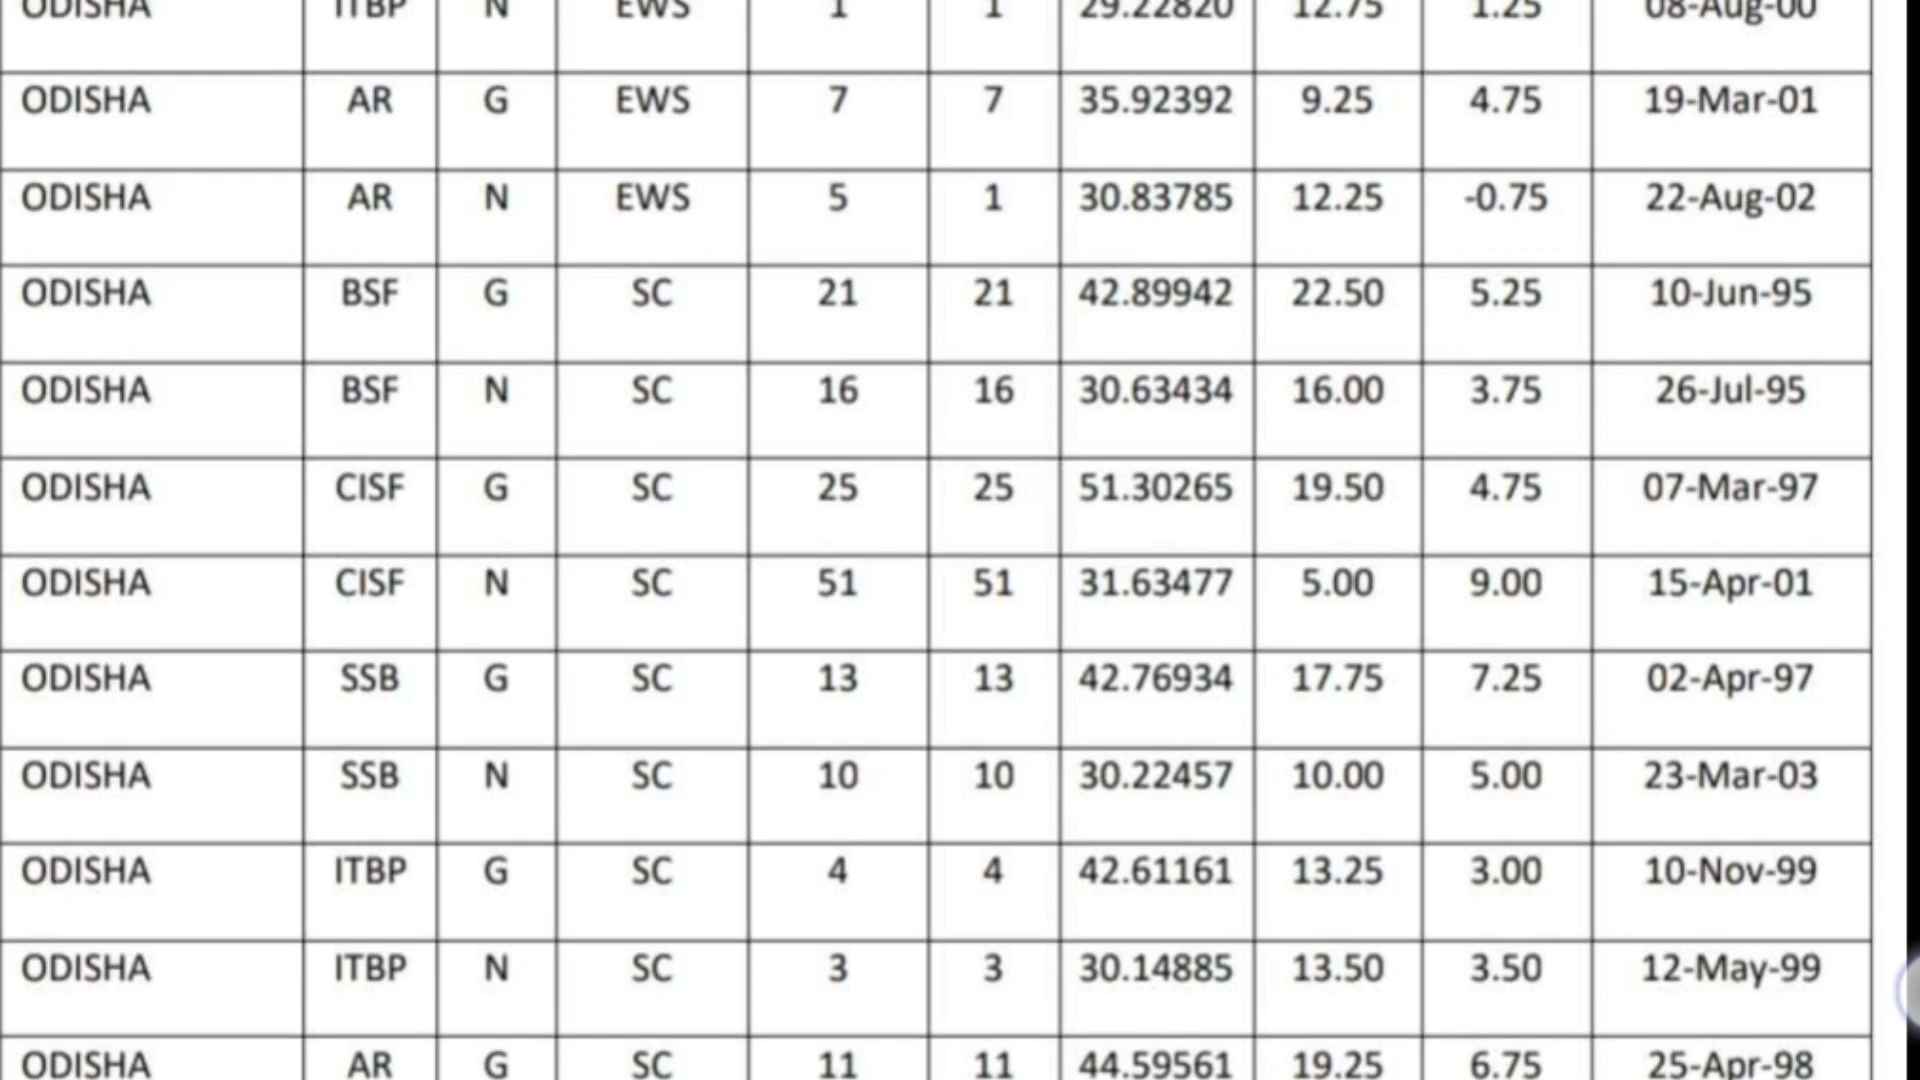 ODISHA ITBP N EWS 1 1 29.22820 12.75 1.25 08-Aug-00
ODISHA AR G EWS 7 7 35.92392 9.25 4.75 19-Mar-01
ODISHA AR N EWS 5 1 30.83785 12.25 -0.75 22-Aug-02
ODISHA BSF G SC 21 21 42.89942 22.50 5.25 10-Jun-95
ODISHA BSF N SC 16 16 30.63434 16.00 3.75 26-Jul-95
ODISHA CISF G SC 25 25 51.30265 19.50 4.75 07-Mar-97
ODISHA CISF N SC 51 51 31.63477 5.00 9.00 15-Apr-01
ODISHA SSB G SC 13 13 42.76934 17.75 7.25 02-Apr-97
ODISHA SSB N SC 10 10 30.22457 10.00 5.00 23-Mar-03
ODISHA ITBP G SC 4 4 42.61161 13.25 3.00 10-Nov-99
ODISHA ITBP N SC 3 3 30.14885 13.50 3.50 12-May-99
ODISHA AR G SC 11 11 44.59561 19.25 6.75 25-Apr-98